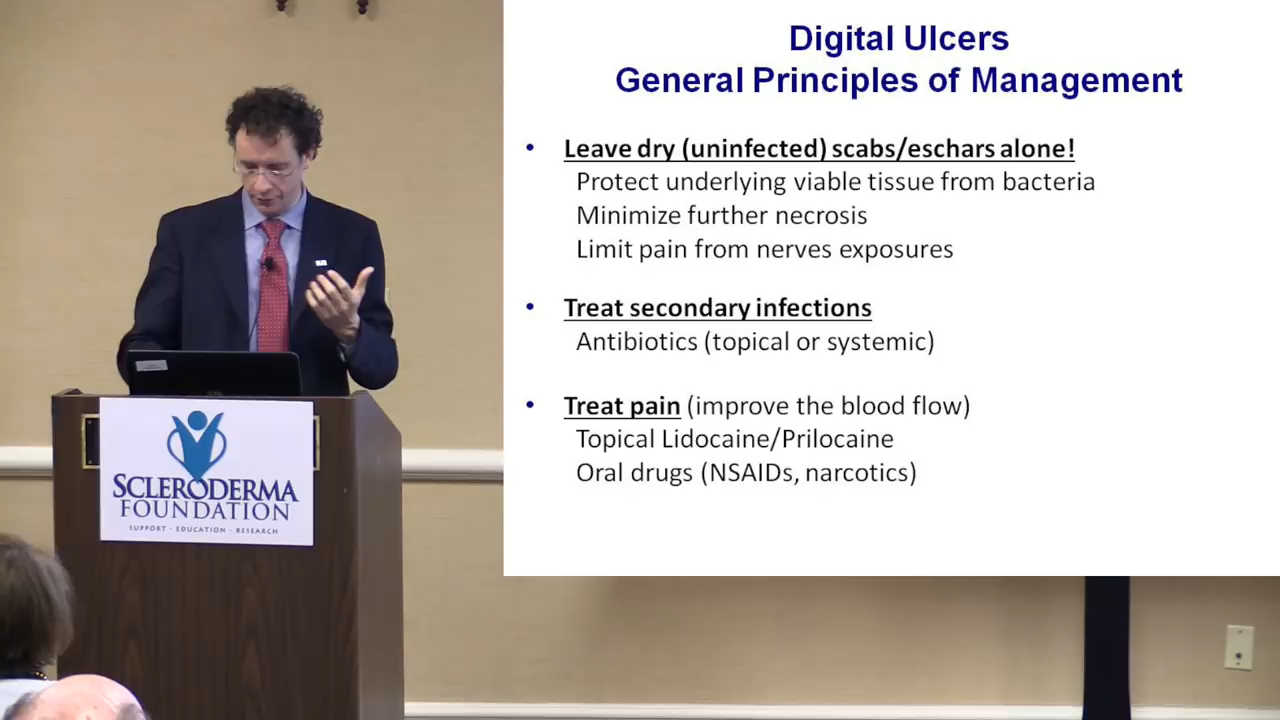 Digital Ulcers
General Principles of Management
• Leave dry (uninfected) scabs/eschars alone!
Protect underlying viable tissue from bacteria
Minimize further necrosis
Limit pain from nerves exposures
• Treat secondary infections
Antibiotics (topical or systemic)
• Treat pain (improve the blood flow)
Topical Lidocaine/Prilocaine
Oral drugs (NSAIDs, narcotics)
SCLERODERMA
FOUNDATION
SUPPORT · EDUCATION · RESEARCH